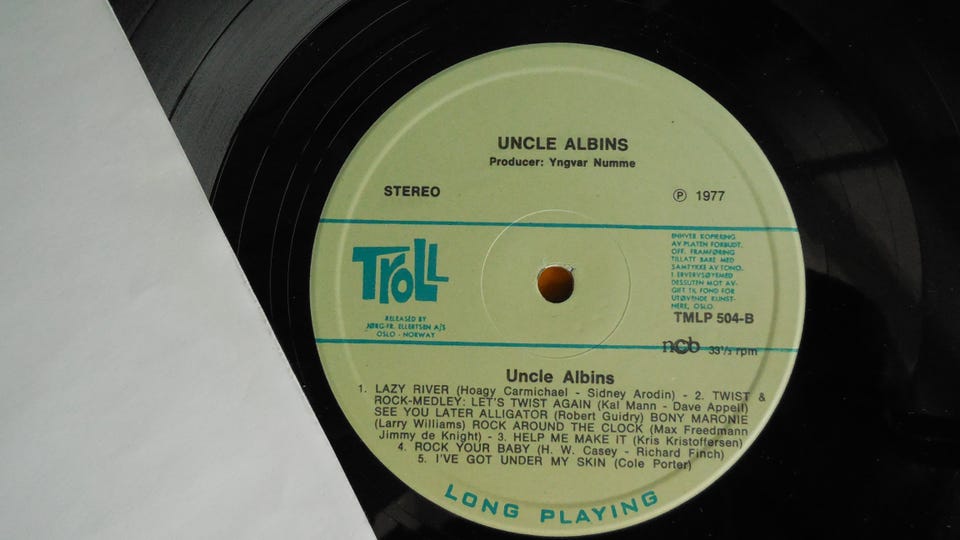 UNCLE ALBINS
Producer: Yngvar Numme
STEREO
℗ 1977
TROLL
RELEASED BY
JØRG-FR. ELLERTSEN A/S
OSLO - NORWAY
ENHVER KOPIERING
AV PLATEN FORBUDT.
OFF. FRAMFØRING
TILLATT BARE MED
SAMTYKKE AV TONO.
I ERVERVSØYEMED
DESSUTEN MOT AV-
GIFT TIL FOND FOR
UTØVENDE KUNST-
NERE, OSLO.
TMLP 504-B
ncb 33⅓ rpm
Uncle Albins
1. LAZY RIVER (Hoagy Carmichael - Sidney Arodin) - 2. TWIST &
ROCK-MEDLEY: LET'S TWIST AGAIN (Kal Mann - Dave Appell)
SEE YOU LATER ALLIGATOR (Robert Guidry) BONY MARONIE
(Larry Williams) ROCK AROUND THE CLOCK (Max Freedmann
Jimmy de Knight) - 3. HELP ME MAKE IT (Kris Kristoffersen)
4. ROCK YOUR BABY (H. W. Casey - Richard Finch)
5. I'VE GOT UNDER MY SKIN (Cole Porter)
LONG PLAYING